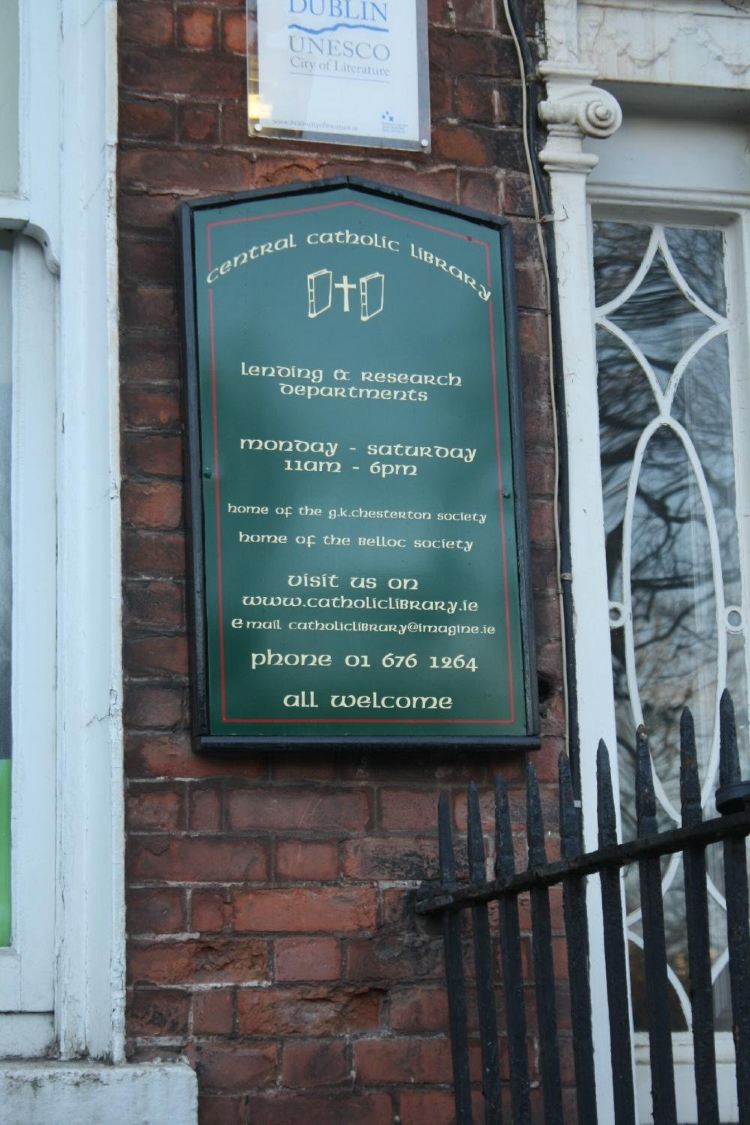 DUBLIN
UNESCO
City of Literature
central catholic library
lending & research
departments
monday - saturday
11am - 6pm
home of the g.k.chesterton society
home of the belloc society
visit us on
www.catholiclibrary.ie
e mail catholiclibrary@imagine.ie
phone 01 676 1264
all welcome